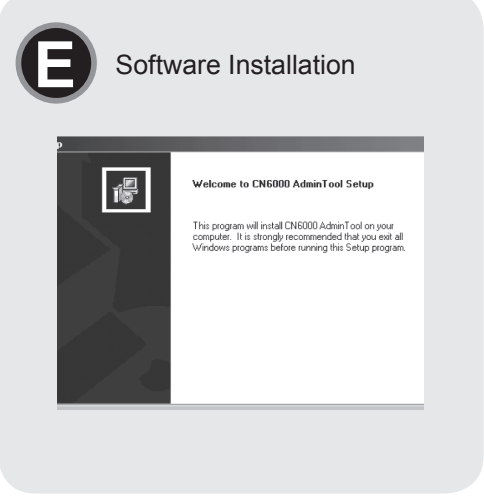 E
Software Installation
p
Welcome to CN6000 AdminTool Setup
This program will install CN6000 AdminTool on your
computer. It is strongly recommended that you exit all
Windows programs before running this Setup program.